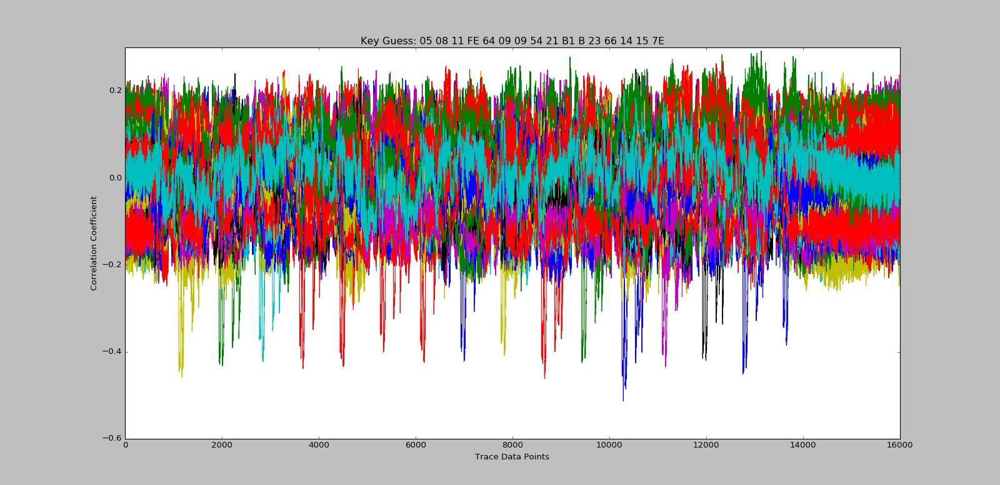 Key Guess: 05 08 11 FE 64 09 09 54 21 B1 B 23 66 14 15 7E
0.2
0.0
−0.2
−0.4
−0.6
Correlation Coefficient
0 2000 4000 6000 8000 10000 12000 14000 16000
Trace Data Points